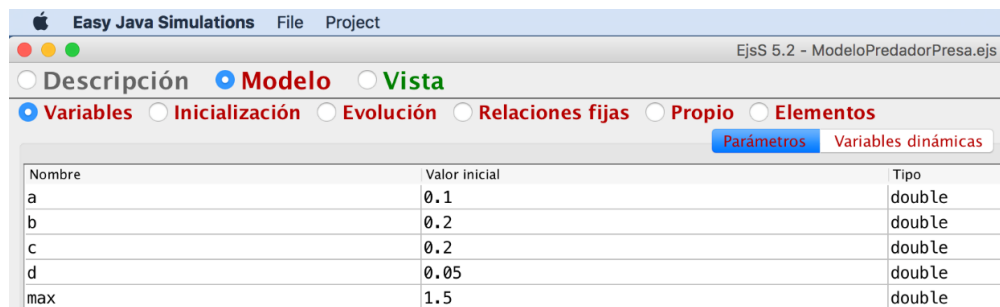 Easy Java Simulations File Project
EjsS 5.2 - ModeloPredadorPresa.ejs
Descripción Modelo Vista
Variables Inicialización Evolución Relaciones fijas Propio Elementos
Parámetros Variables dinámicas
Nombre Valor inicial Tipo
a 0.1 double
b 0.2 double
c 0.2 double
d 0.05 double
max 1.5 double